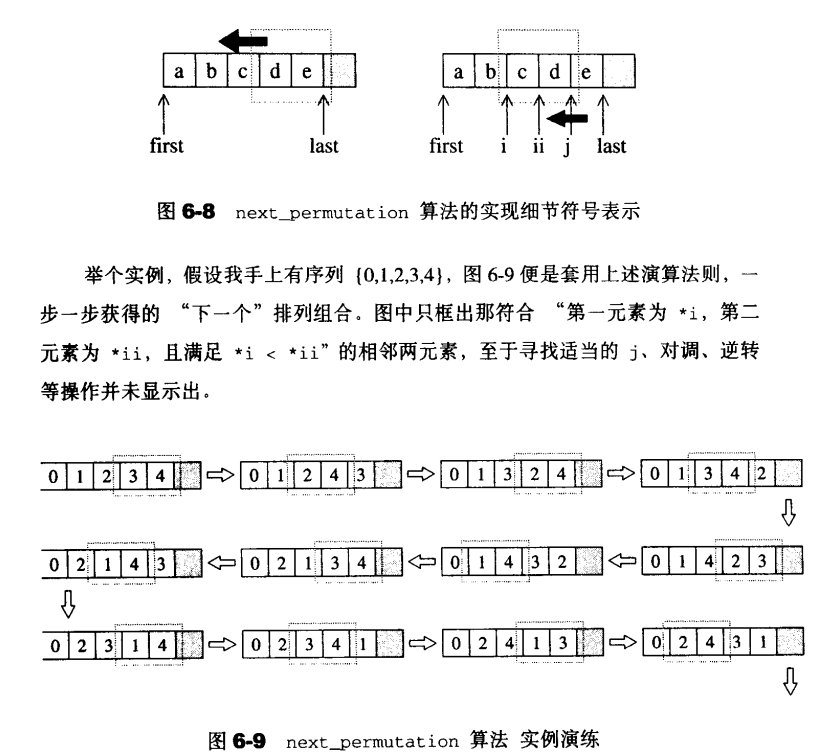 a b c d e
a b c d e
first last
first i ii j last
图 6-8 next_permutation 算法的实现细节符号表示
举个实例，假设我手上有序列 {0,1,2,3,4}，图 6-9 便是套用上述演算法则，一
步一步获得的 “下一个”排列组合。图中只框出那符合 “第一元素为 *i，第二
元素为 *ii，且满足 *i < *ii”的相邻两元素，至于寻找适当的 j、对调、逆转
等操作并未显示出。
0 1 2 3 4
0 1 2 4 3
0 1 3 2 4
0 1 3 4 2
0 2 1 4 3
0 2 1 3 4
0 1 4 3 2
0 1 4 2 3
0 2 3 1 4
0 2 3 4 1
0 2 4 1 3
0 2 4 3 1
图 6-9 next_permutation 算法 实例演练